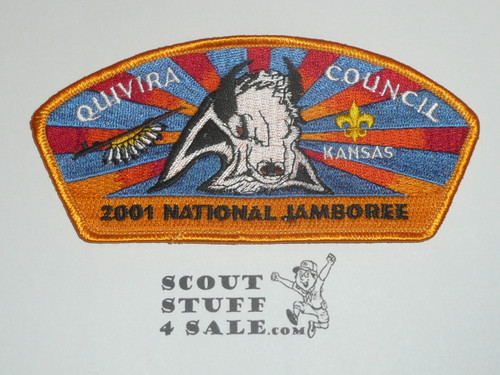 QUIVIRA COUNCIL
KANSAS
2001 NATIONAL JAMBOREE
SCOUT
STUFF
4 SALE.com